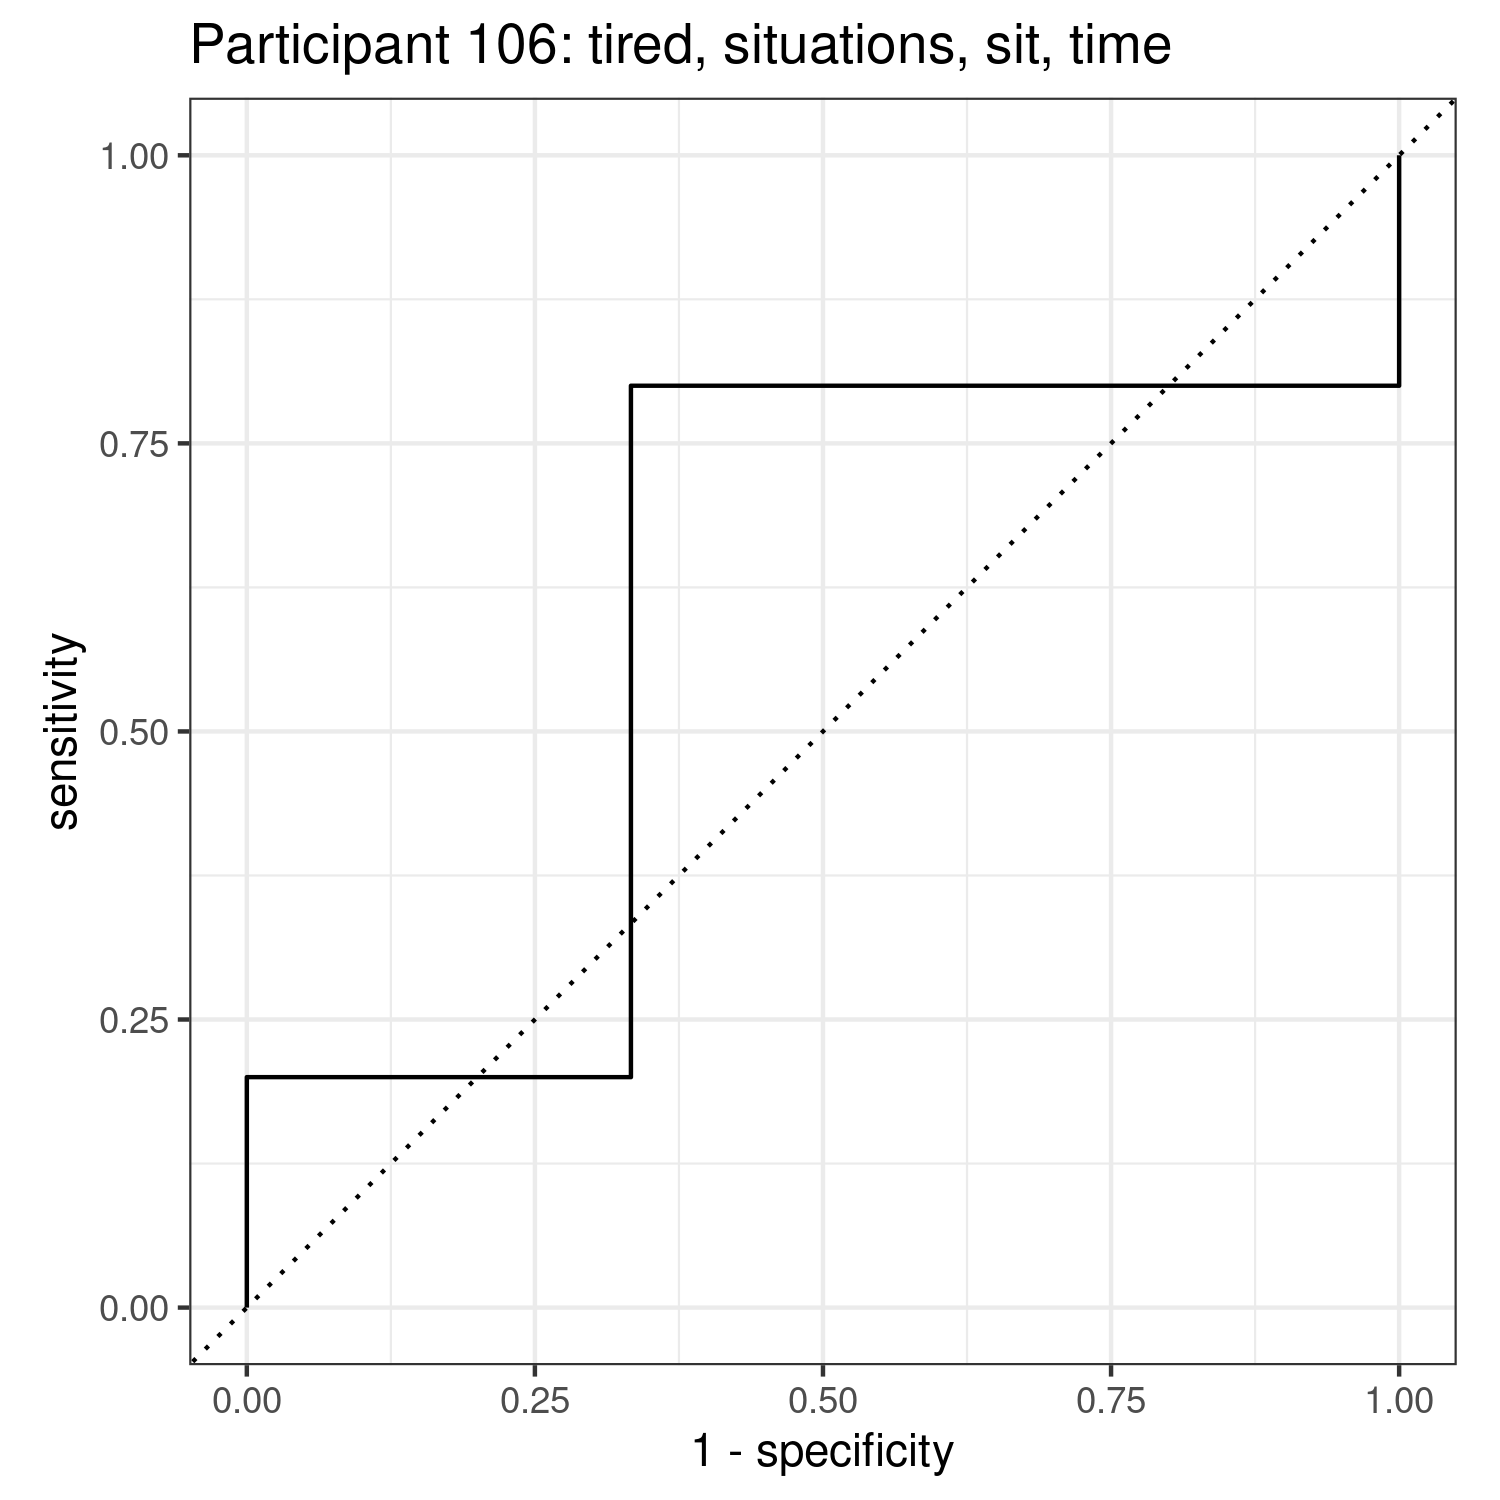 Participant 106: tired, situations, sit, time
1.00
0.75
0.50
0.25
0.00
sensitivity
0.00 0.25 0.50 0.75 1.00
1 - specificity